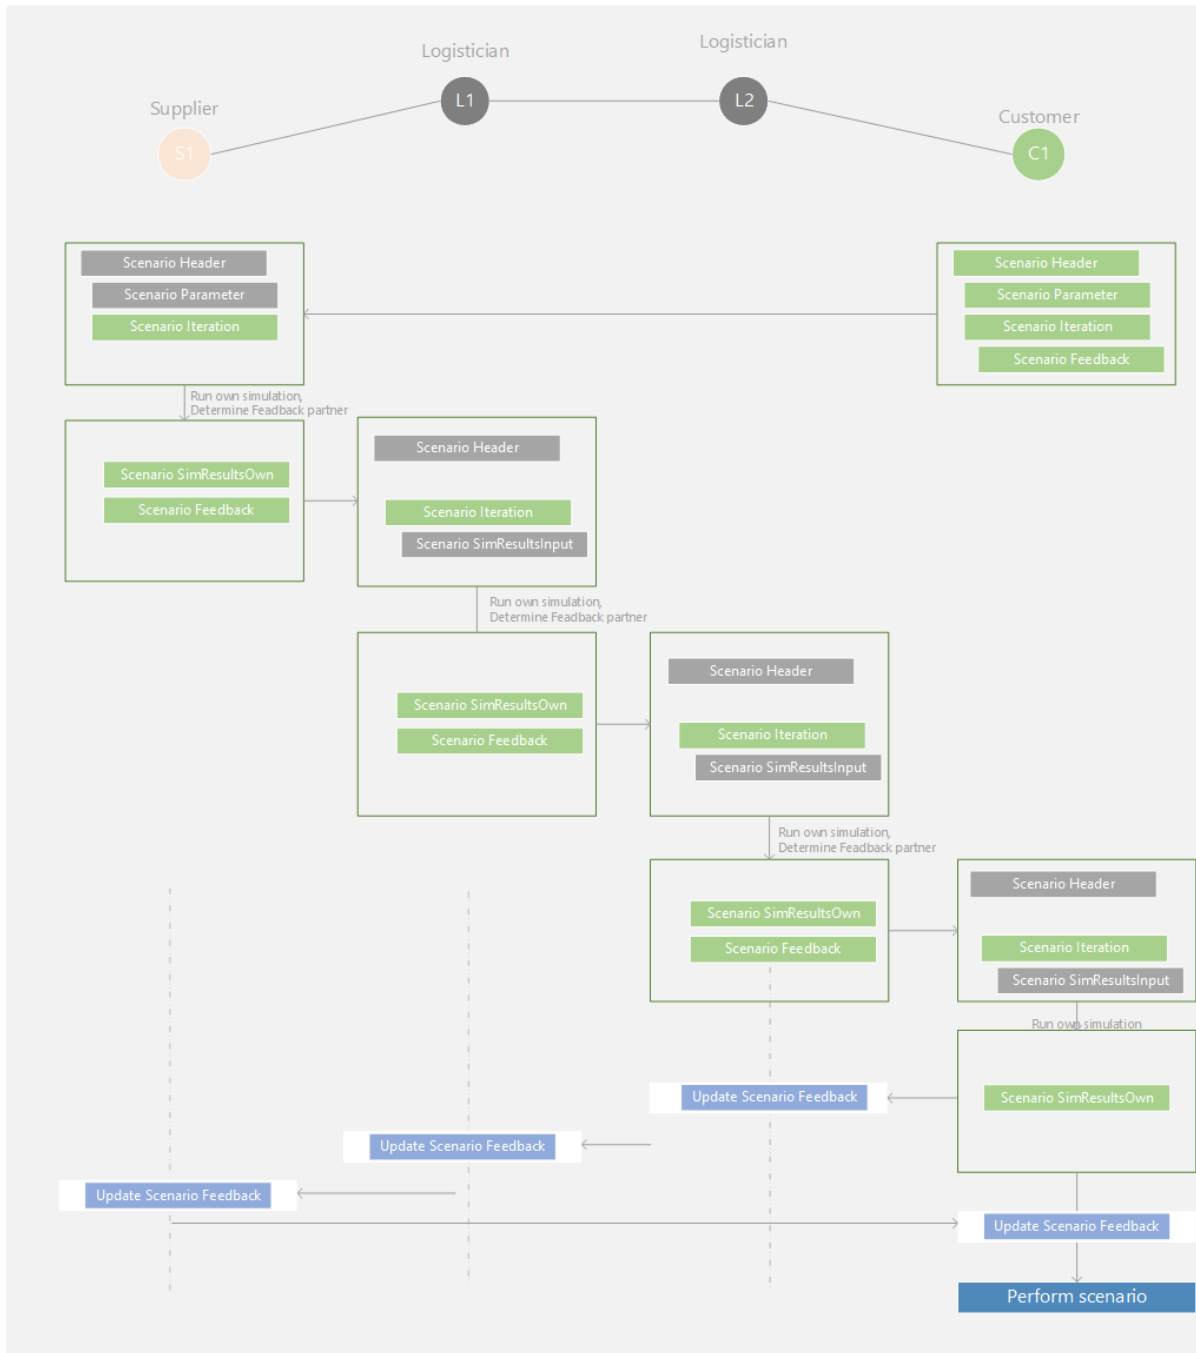 Logistician
Logistician
L1
L2
Supplier
Customer
S1
C1
Scenario Header
Scenario Parameter
Scenario Iteration
Scenario Header
Scenario Parameter
Scenario Iteration
Scenario Feedback
Run own simulation,
Determine Feadback partner
Scenario SimResultsOwn
Scenario Feedback
Scenario Header
Scenario Iteration
Scenario SimResultsInput
Run own simulation,
Determine Feadback partner
Scenario SimResultsOwn
Scenario Feedback
Scenario Header
Scenario Iteration
Scenario SimResultsInput
Run own simulation,
Determine Feadback partner
Scenario SimResultsOwn
Scenario Feedback
Scenario Header
Scenario Iteration
Scenario SimResultsInput
Run own simulation
Scenario SimResultsOwn
Update Scenario Feedback
Update Scenario Feedback
Update Scenario Feedback
Update Scenario Feedback
Perform scenario